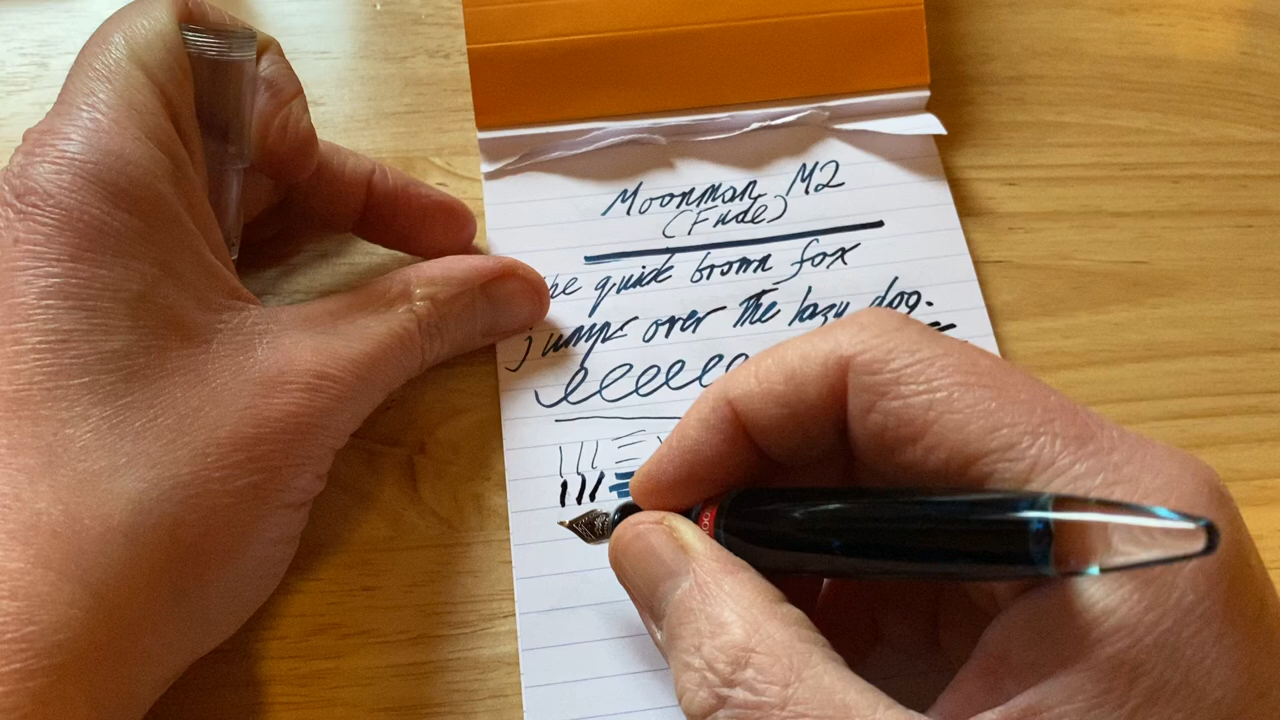 Moonman M2
(Fude)
he quick brown fox
jumps over the lazy dog.